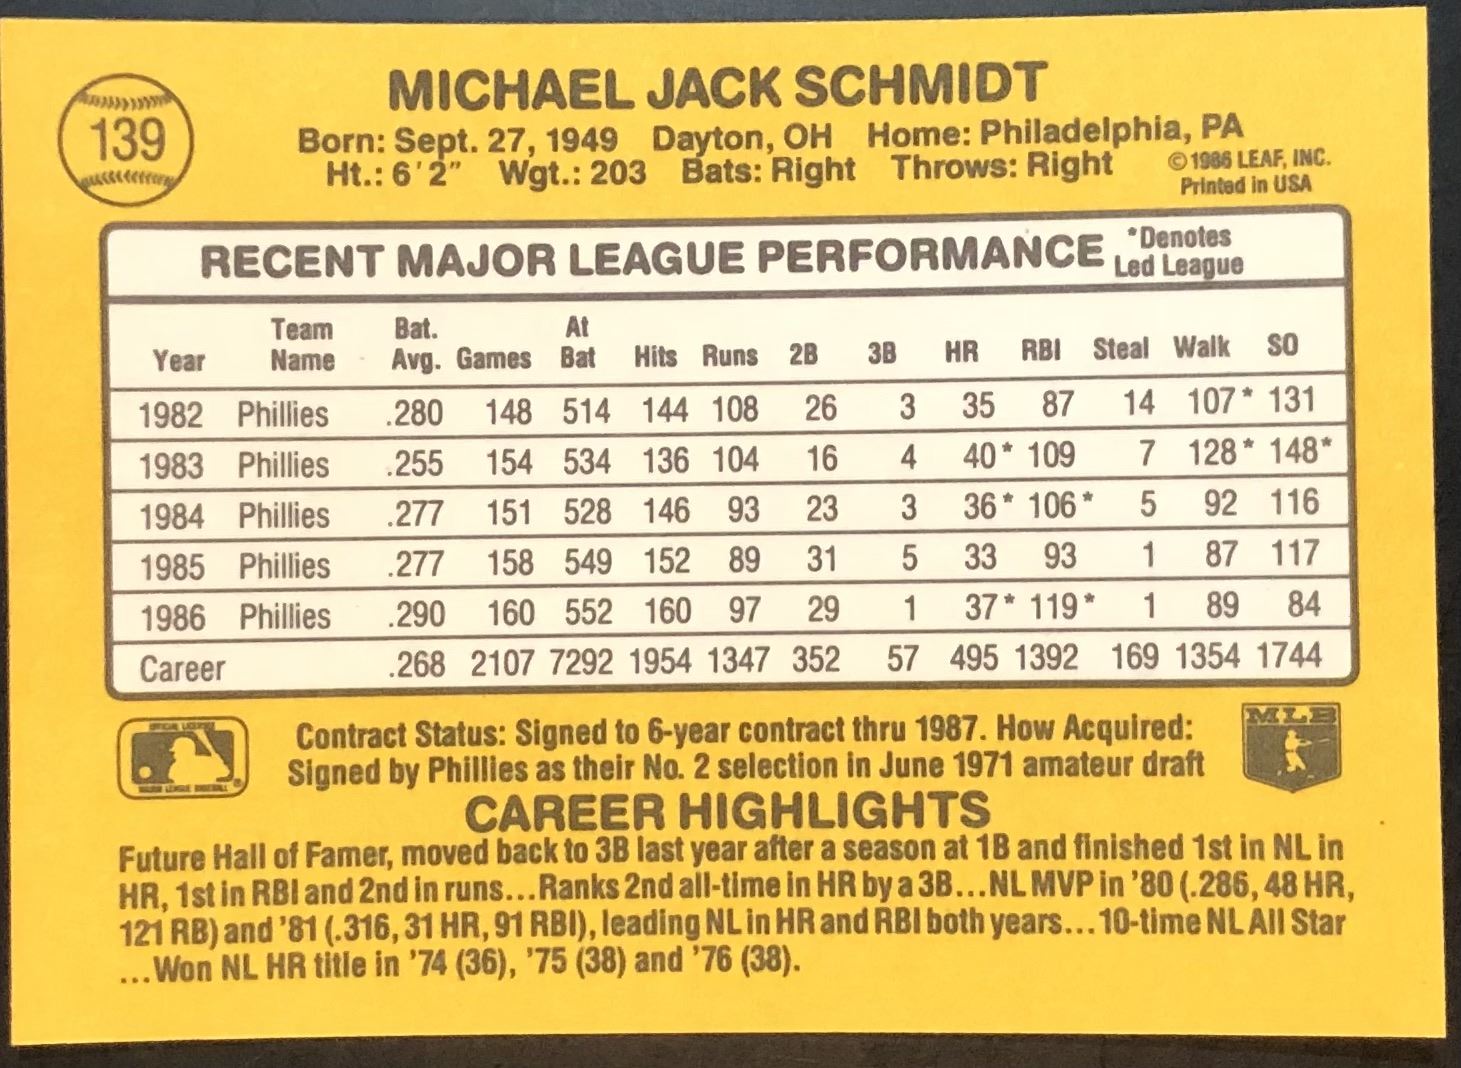 139
MICHAEL JACK SCHMIDT
Born: Sept. 27, 1949 Dayton, OH Home: Philadelphia, PA
Ht.: 6'2" Wgt.: 203 Bats: Right Throws: Right
©1986 LEAF, INC.
Printed in USA
RECENT MAJOR LEAGUE PERFORMANCE *Denotes Led League
Year Team Name Bat. Avg. Games At Bat Hits Runs 2B 3B HR RBI Steal Walk SO
1982 Phillies .280 148 514 144 108 26 3 35 87 14 107* 131
1983 Phillies .255 154 534 136 104 16 4 40* 109 7 128* 148*
1984 Phillies .277 151 528 146 93 23 3 36* 106* 5 92 116
1985 Phillies .277 158 549 152 89 31 5 33 93 1 87 117
1986 Phillies .290 160 552 160 97 29 1 37* 119* 1 89 84
Career .268 2107 7292 1954 1347 352 57 495 1392 169 1354 1744
Contract Status: Signed to 6-year contract thru 1987. How Acquired:
Signed by Phillies as their No. 2 selection in June 1971 amateur draft
MLB
CAREER HIGHLIGHTS
Future Hall of Famer, moved back to 3B last year after a season at 1B and finished 1st in NL in
HR, 1st in RBI and 2nd in runs...Ranks 2nd all-time in HR by a 3B...NL MVP in '80 (.286, 48 HR,
121 RB) and '81 (.316, 31 HR, 91 RBI), leading NL in HR and RBI both years...10-time NL All Star
...Won NL HR title in '74 (36), '75 (38) and '76 (38).